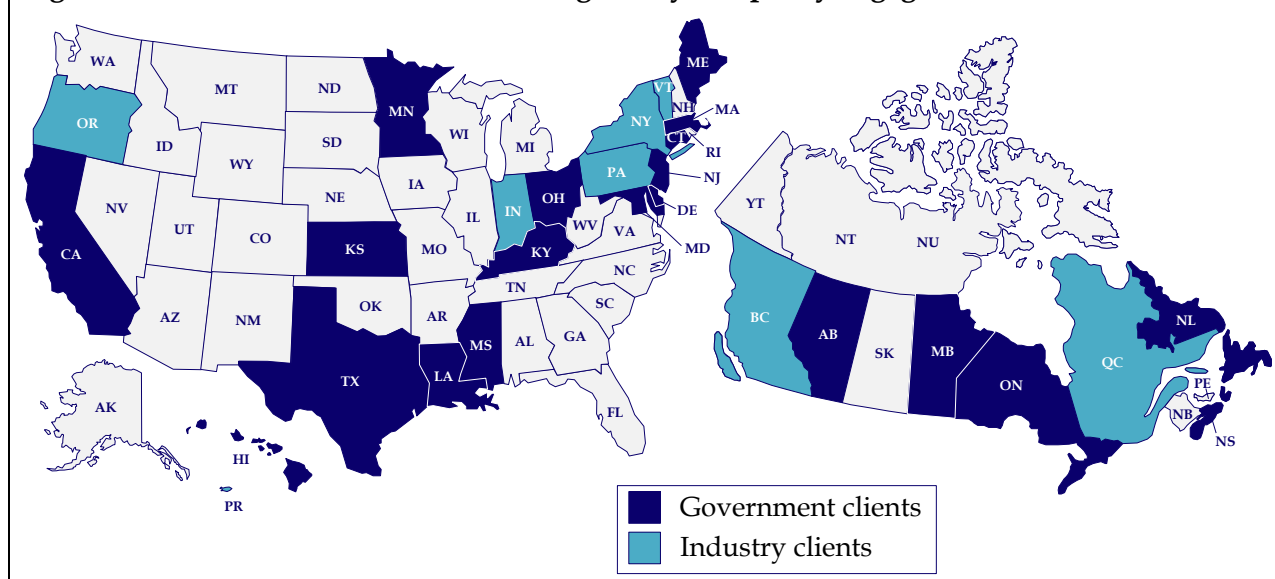 WA
MT
ND
MN
ME
OR
ID
WY
SD
WI
MI
NY
VT
NH
MA
CT
RI
NV
UT
CO
NE
IA
IL
IN
OH
PA
NJ
DE
MD
WV
VA
KY
CA
KS
MO
NC
TN
SC
AZ
NM
OK
AR
MS
AL
GA
TX
LA
FL
AK
HI
PR
YT
NT
NU
BC
AB
SK
MB
ON
QC
NL
PE
NB
NS
Government clients
Industry clients